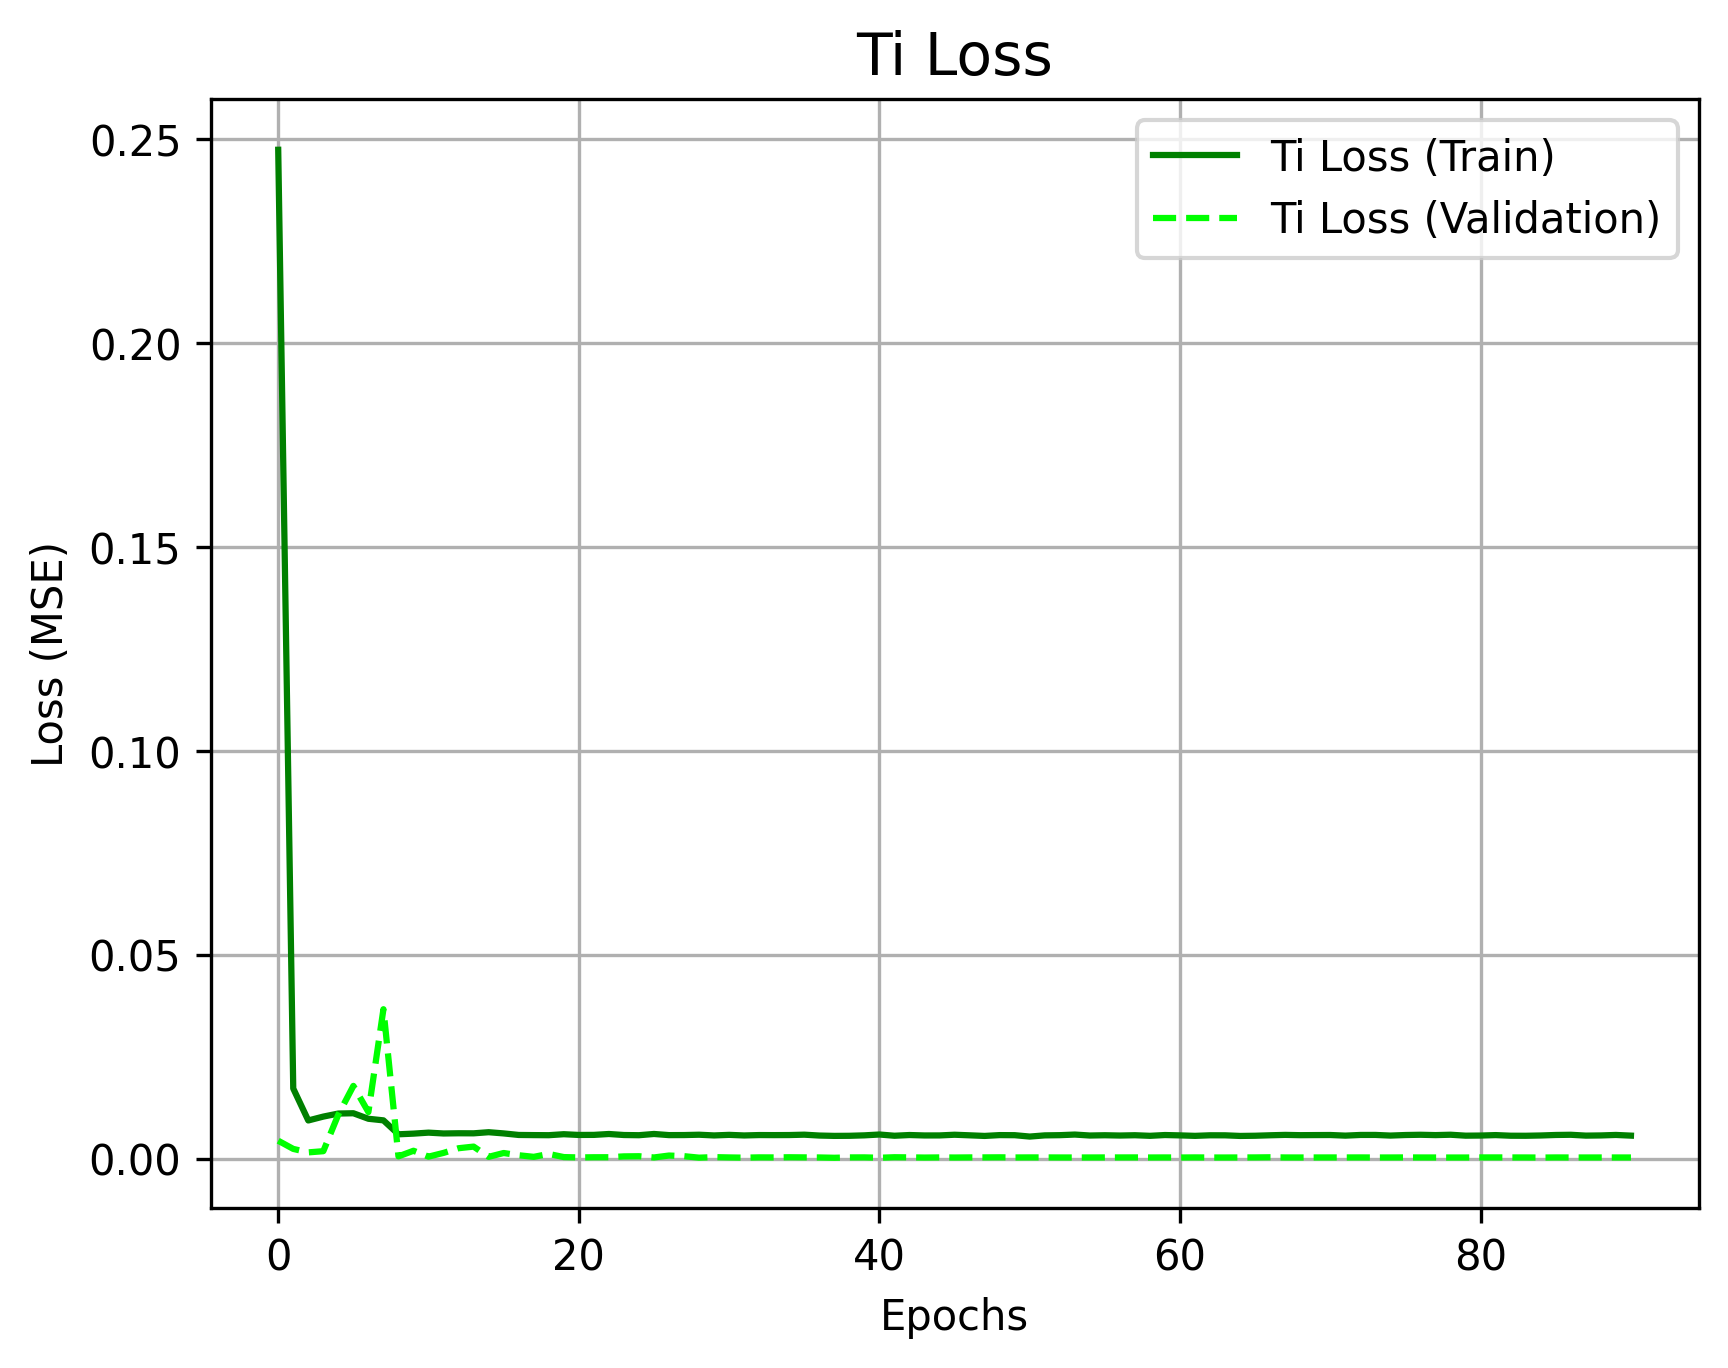 Ti Loss
0.25
0.20
0.15
0.10
0.05
0.00
Loss (MSE)
Ti Loss (Train)
Ti Loss (Validation)
0 20 40 60 80
Epochs